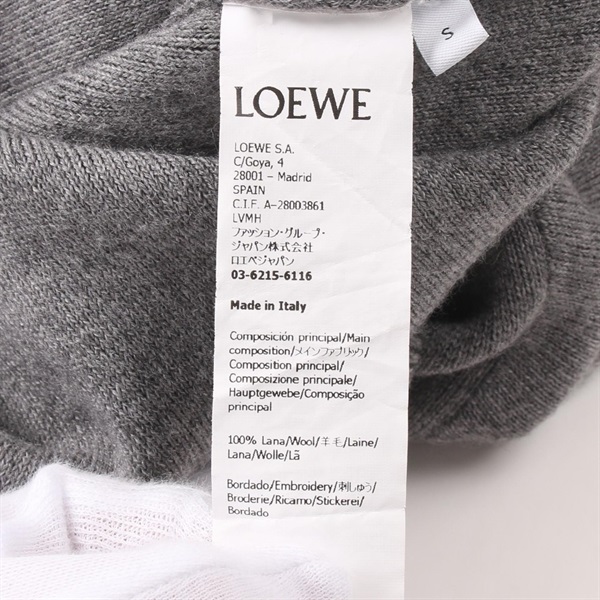 S
LOEWE
LOEWE S.A.
C/Goya, 4
28001 – Madrid
SPAIN
C.I.F. A-28003861
LVMH
ファッション・グループ・
ジャパン株式会社
ロエベジャパン
03-6215-6116
Made in Italy
Composición principal/Main
composition/メインファブリック/
Composition principal/
Composizione principale/
Hauptgewebe/Composição
principal
100% Lana/Wool/羊毛/Laine/
Lana/Wolle/Lã
Bordado/Embroidery/刺しゅう/
Broderie/Ricamo/Stickerei/
Bordado